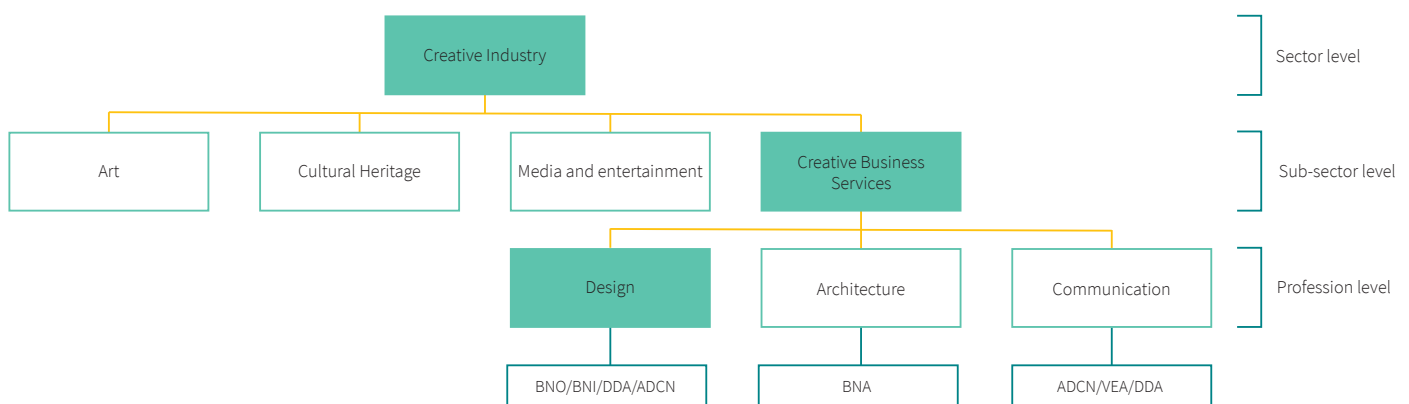 Creative Industry
Sector level
Art
Cultural Heritage
Media and entertainment
Creative Business
Services
Sub-sector level
Design
Architecture
Communication
Profession level
BNO/BNI/DDA/ADCN
BNA
ADCN/VEA/DDA